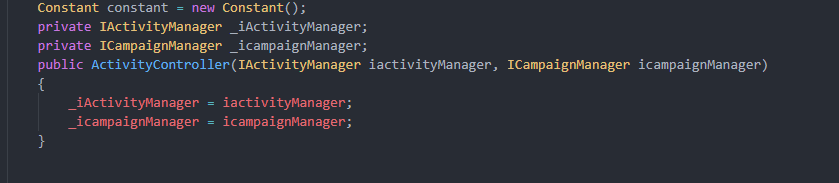 Constant constant = new Constant();
private IActivityManager _iActivityManager;
private ICampaignManager _icampaignManager;
public ActivityController(IActivityManager iactivityManager, ICampaignManager icampaignManager)
{
_iActivityManager = iactivityManager;
_icampaignManager = icampaignManager;
}